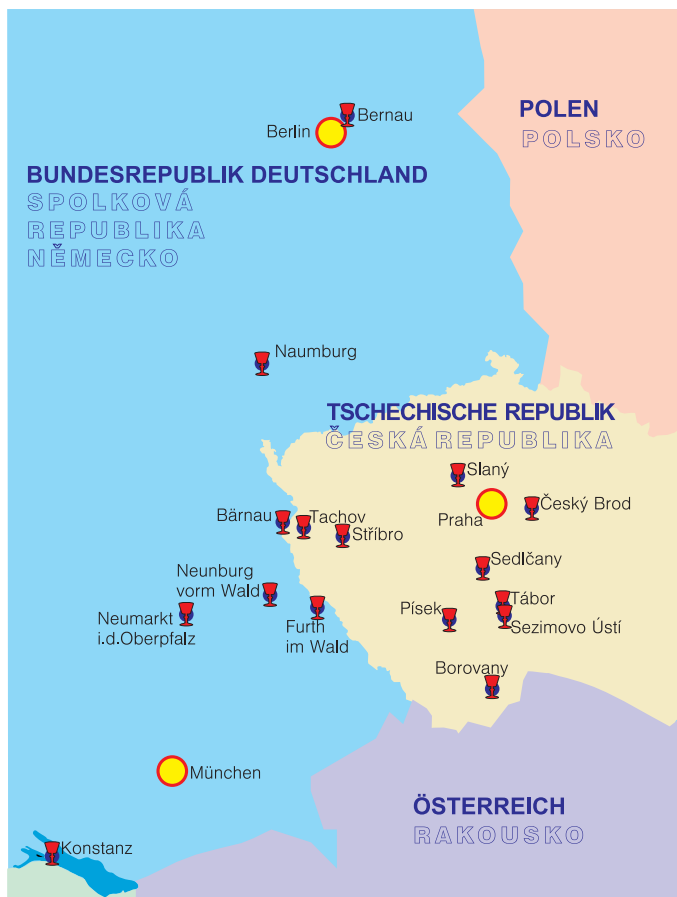 POLEN
POLSKO
Bernau
Berlin
BUNDESREPUBLIK DEUTSCHLAND
SPOLKOVÁ
REPUBLIKA
NĚMECKO
Naumburg
TSCHECHISCHE REPUBLIK
ČESKÁ REPUBLIKA
Slaný
Český Brod
Praha
Bärnau
Tachov
Stříbro
Sedlčany
Neunburg
vorm Wald
Tábor
Písek
Neumarkt
i.d.Oberpfalz
Furth
im Wald
Sezimovo Ústí
Borovany
München
ÖSTERREICH
RAKOUSKO
Konstanz